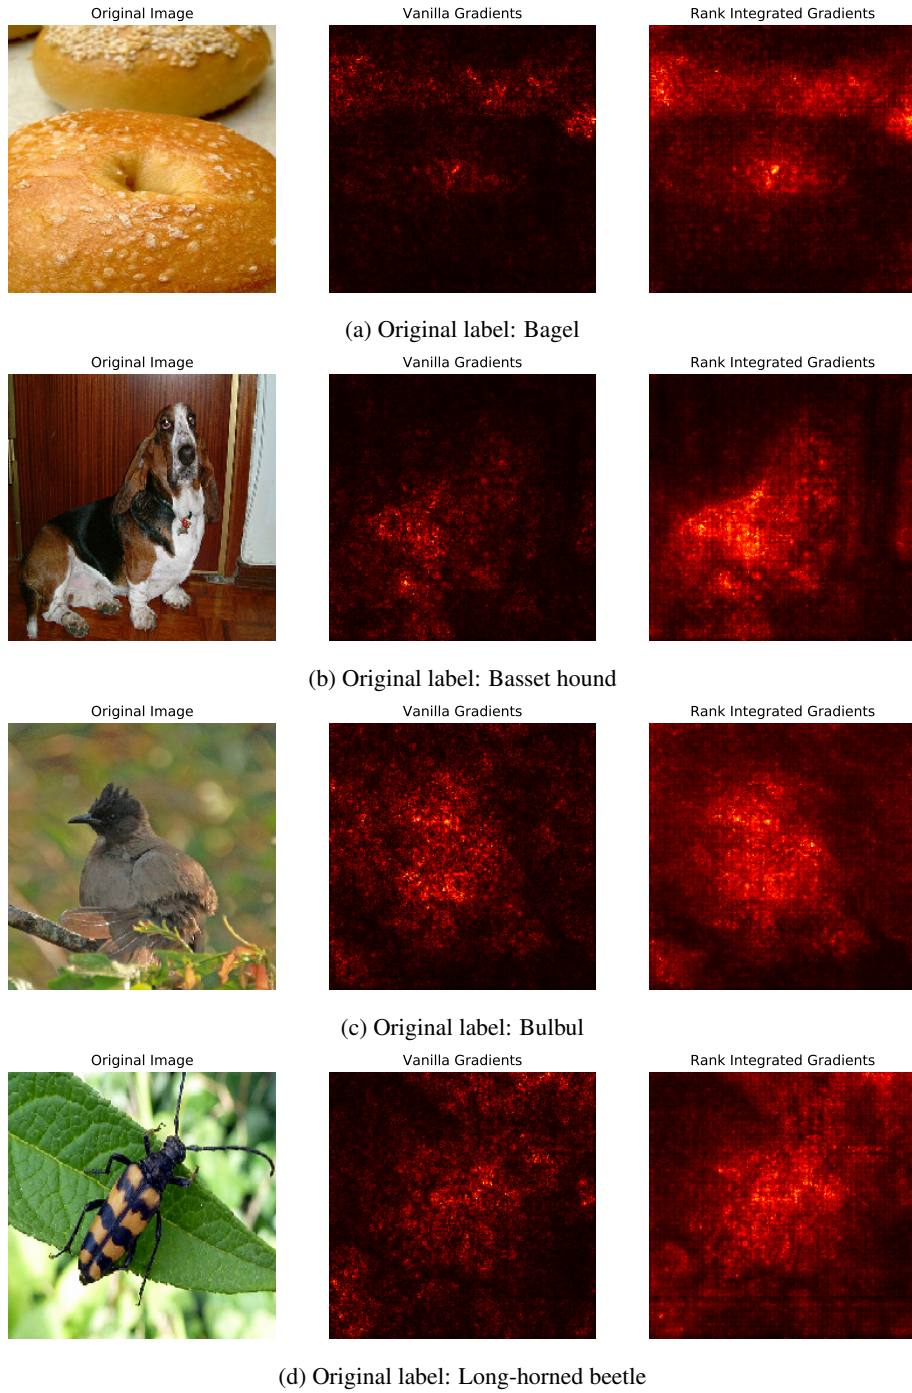 Original Image
Vanilla Gradients
Rank Integrated Gradients
(a) Original label: Bagel
Original Image
Vanilla Gradients
Rank Integrated Gradients
(b) Original label: Basset hound
Original Image
Vanilla Gradients
Rank Integrated Gradients
(c) Original label: Bulbul
Original Image
Vanilla Gradients
Rank Integrated Gradients
(d) Original label: Long-horned beetle